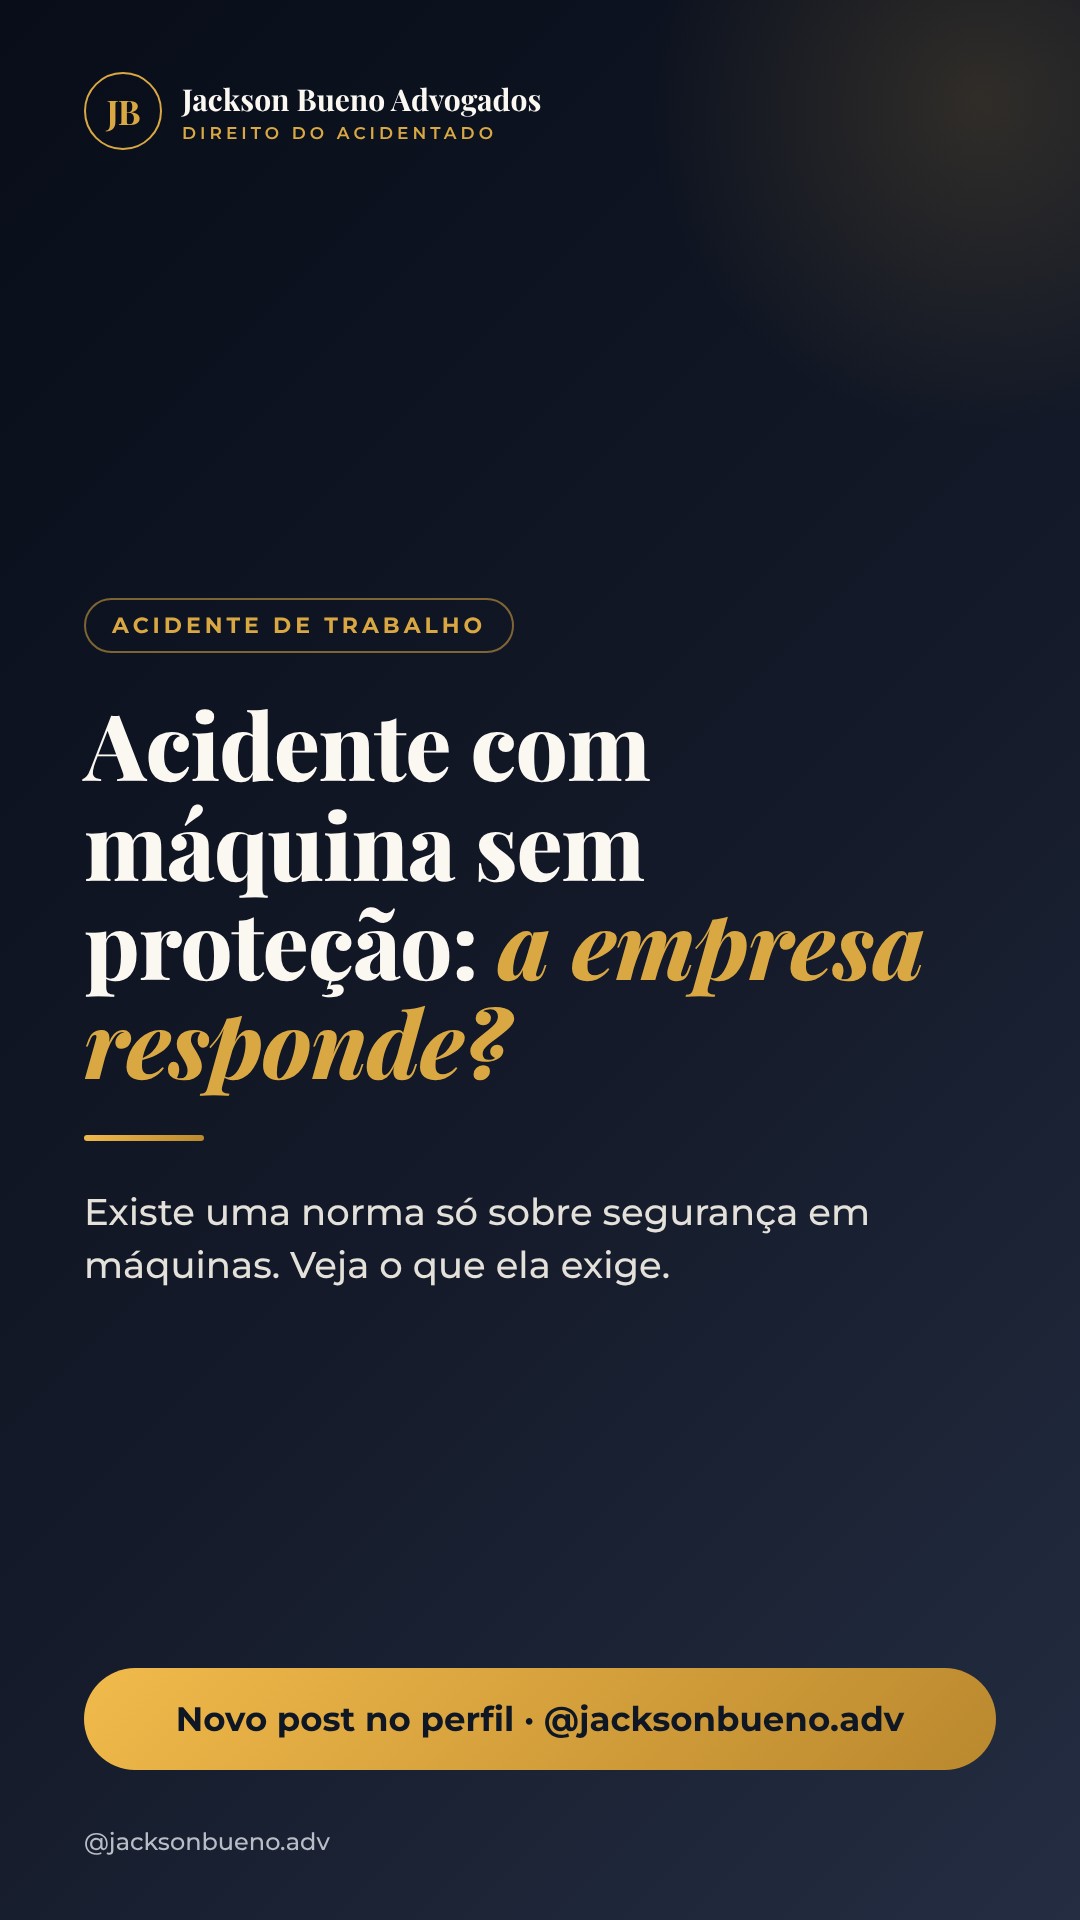 JB
Jackson Bueno Advogados
DIREITO DO ACIDENTADO
ACIDENTE DE TRABALHO
Acidente com
máquina sem
proteção: a empresa
responde?
Existe uma norma só sobre segurança em
máquinas. Veja o que ela exige.
Novo post no perfil · @jacksonbueno.adv
@jacksonbueno.adv